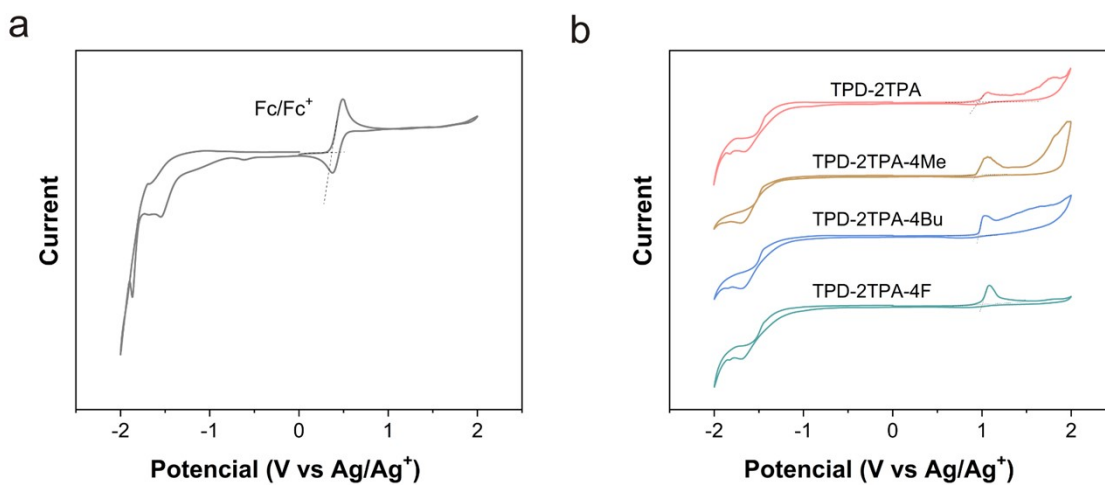 a
Fc/Fc⁺
Current
-2 -1 0 1 2
Potencial (V vs Ag/Ag⁺)
b
TPD-2TPA
TPD-2TPA-4Me
TPD-2TPA-4Bu
TPD-2TPA-4F
Current
-2 -1 0 1 2
Potencial (V vs Ag/Ag⁺)